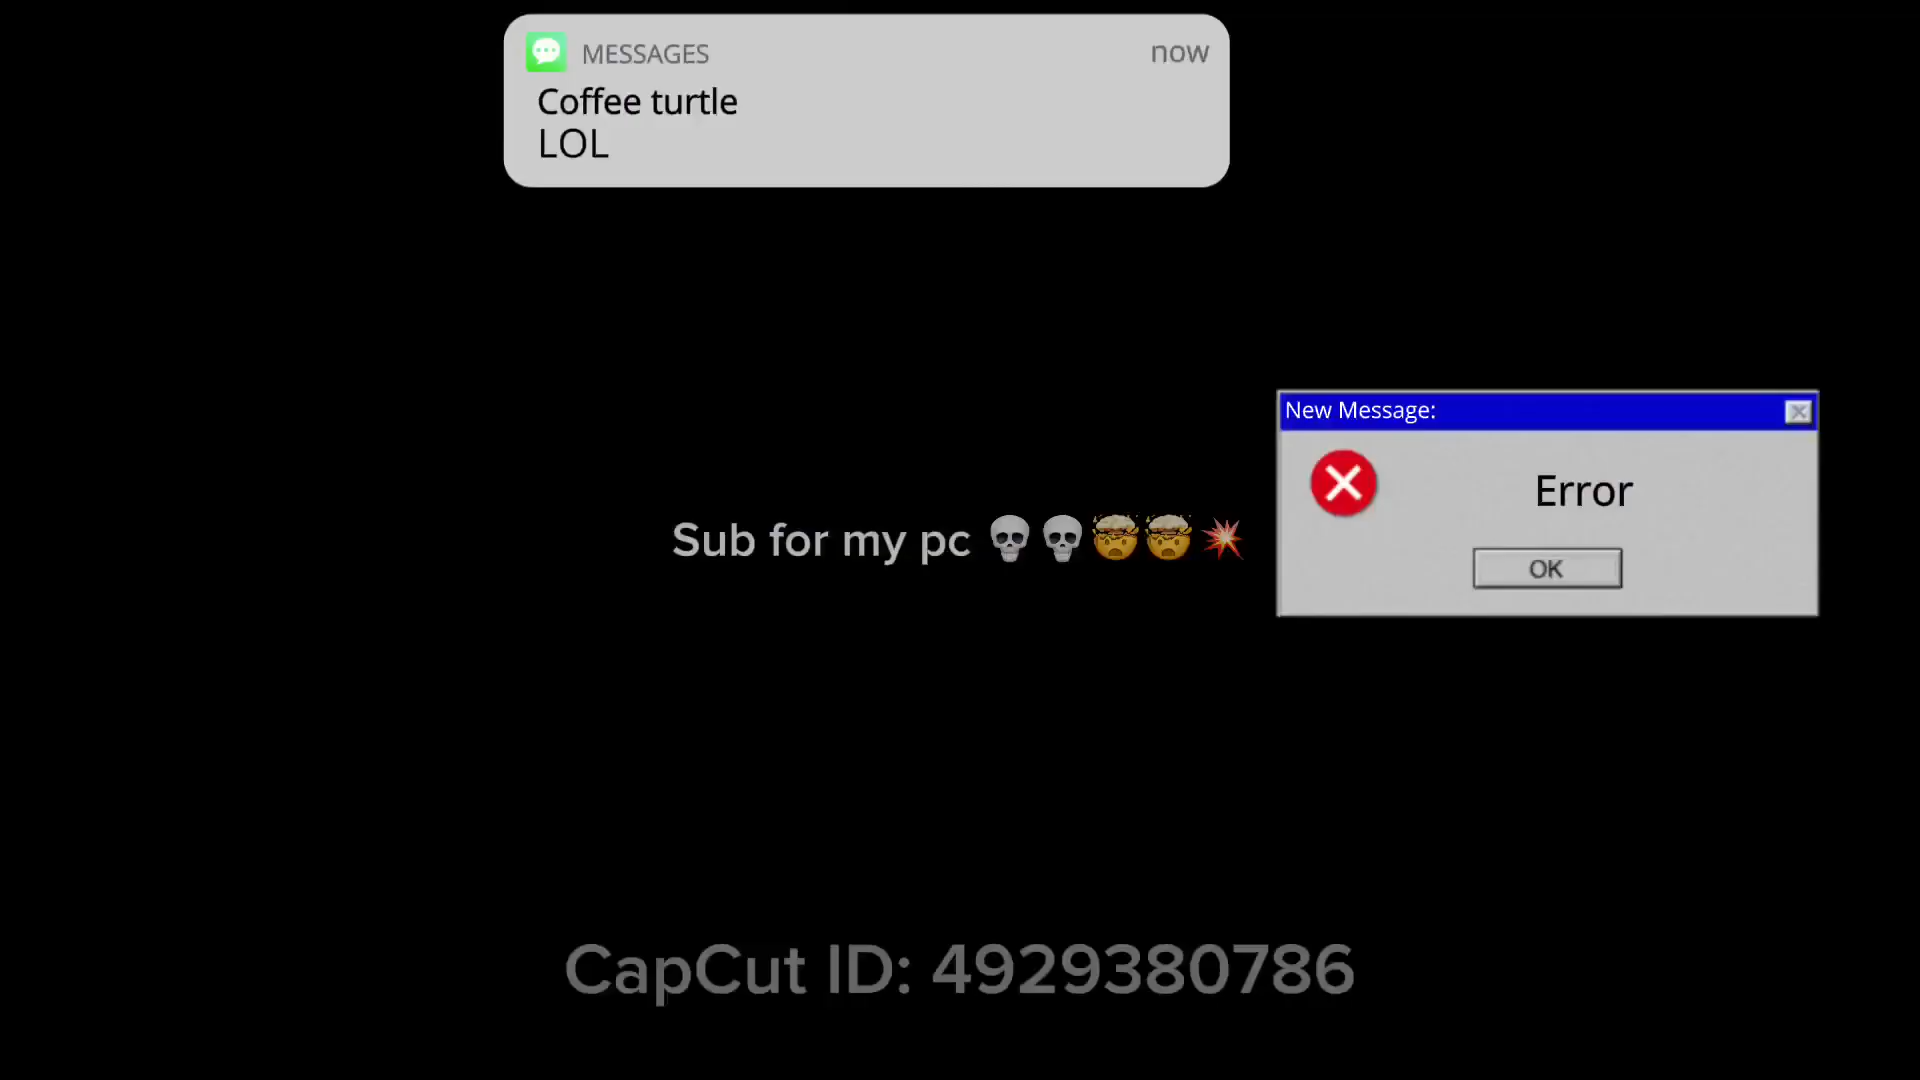 MESSAGES
now
Coffee turtle
LOL
New Message:
Error
Sub for my pc 💀💀🤯🤯💥
OK
CapCut ID: 4929380786